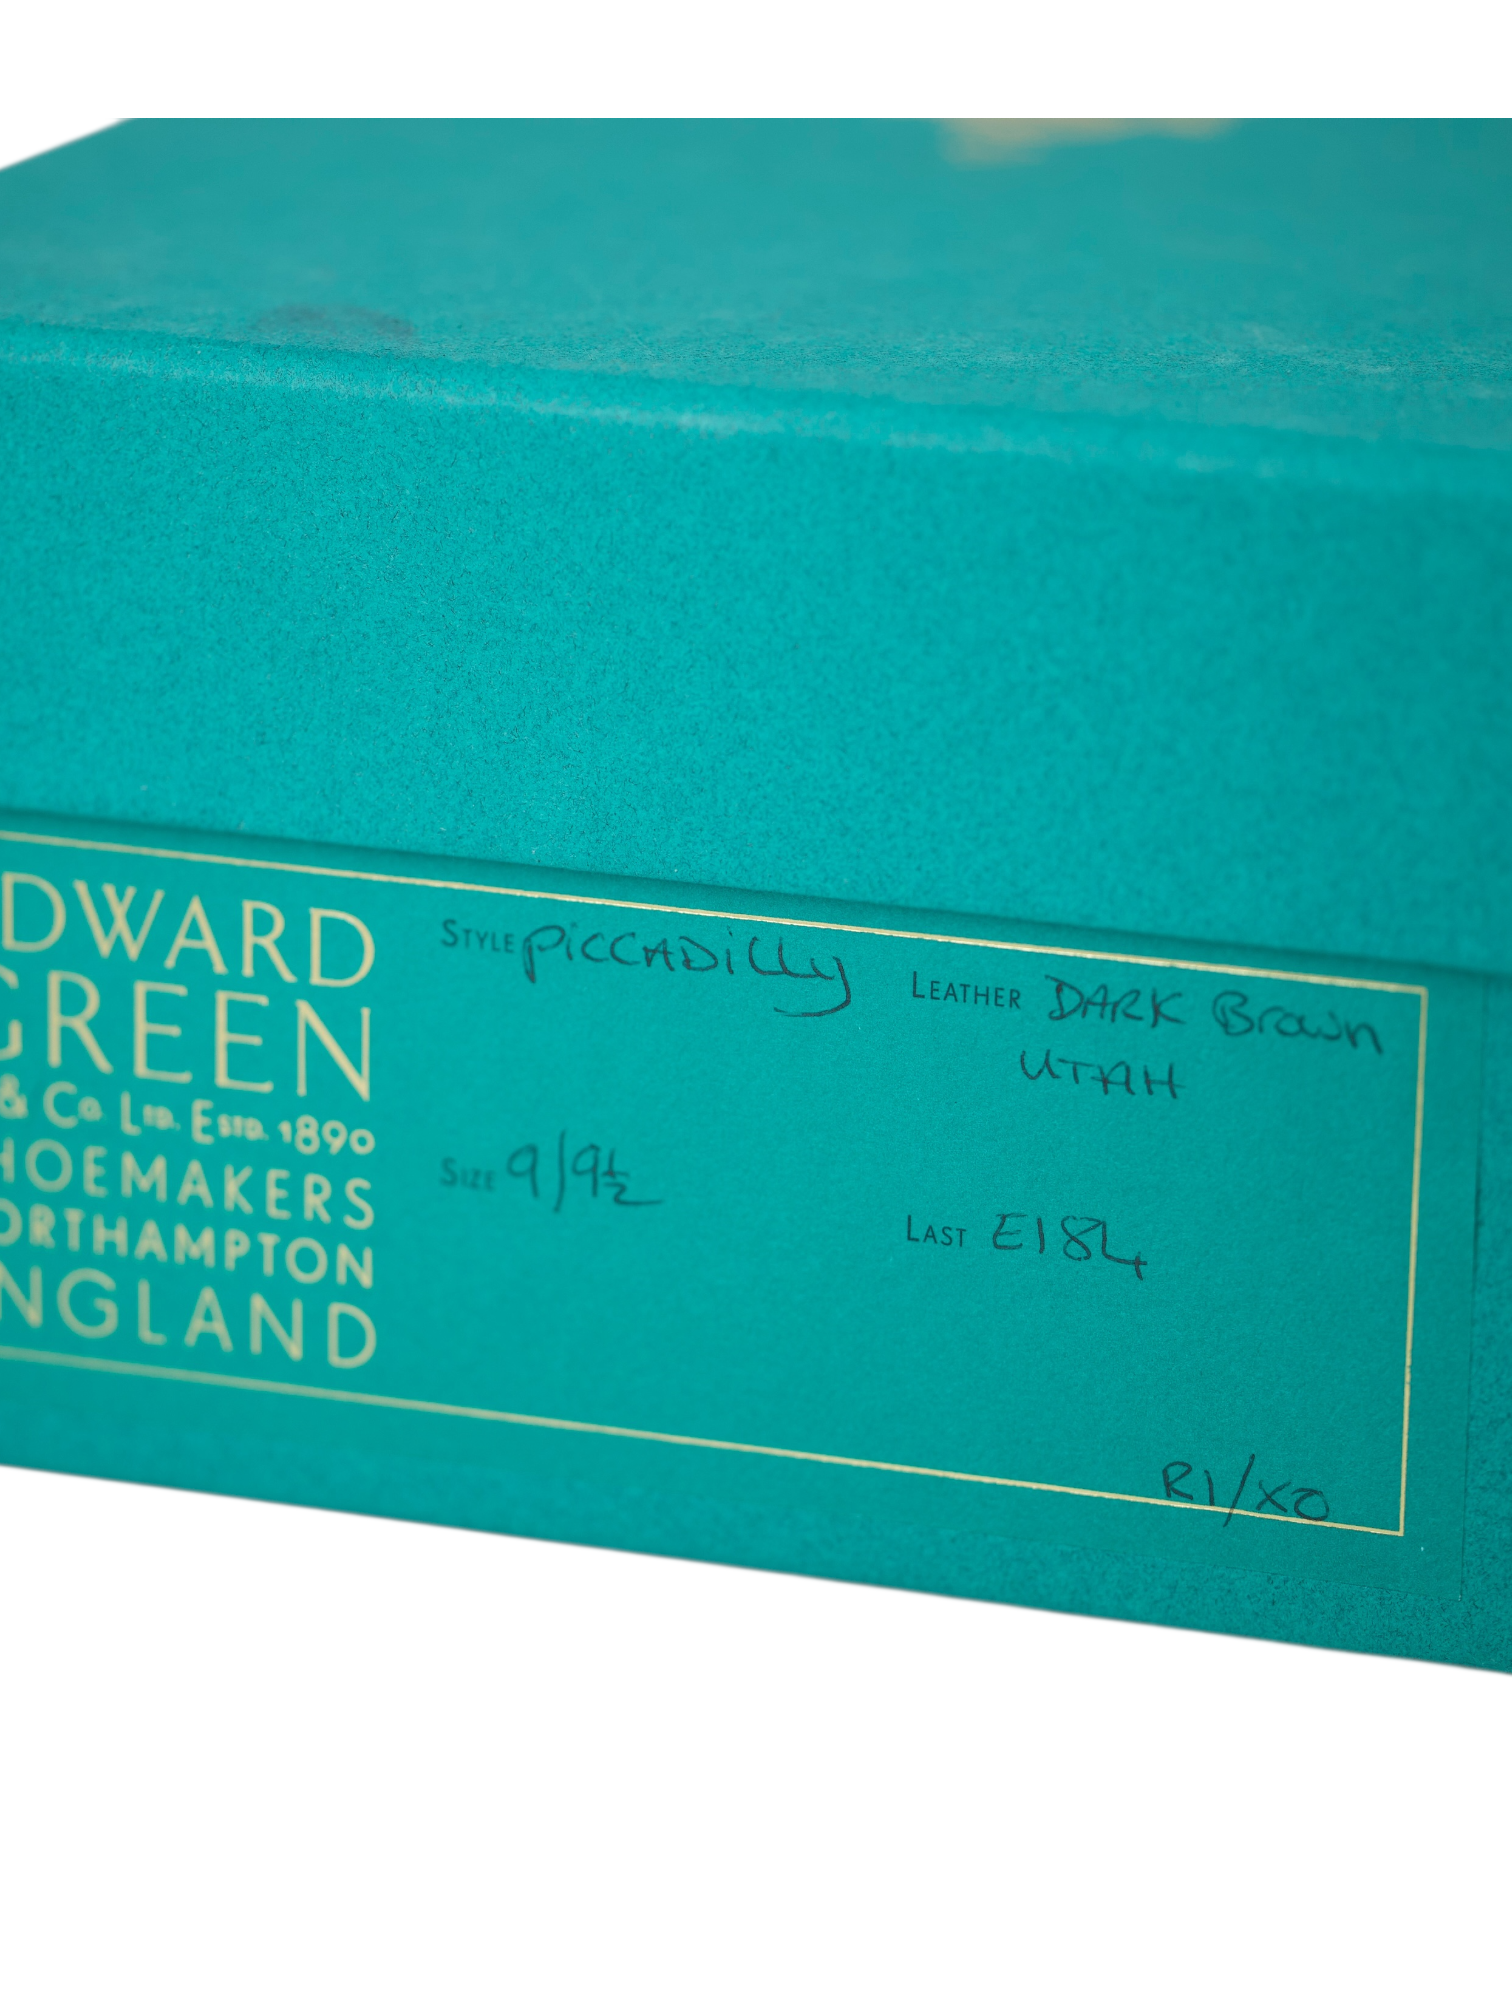 DWARD
GREEN
& Co. Ltd. Estd. 1890
HOEMAKERS
ORTHAMPTON
NGLAND
STYLE PiCCADilly
LEATHER DARK Brown
UTAH
SIZE 9/9½
LAST E184
R1/XO